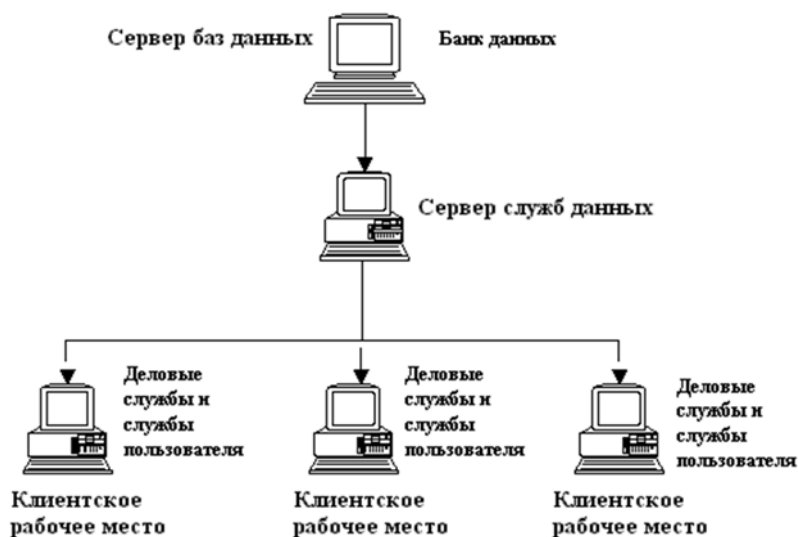 Сервер баз данных
Банк данных
Сервер служб данных
Деловые
службы и
службы
пользователя
Деловые
службы и
службы
пользователя
Деловые
службы и
службы
пользователя
Клиентское
рабочее место
Клиентское
рабочее место
Клиентское
рабочее место